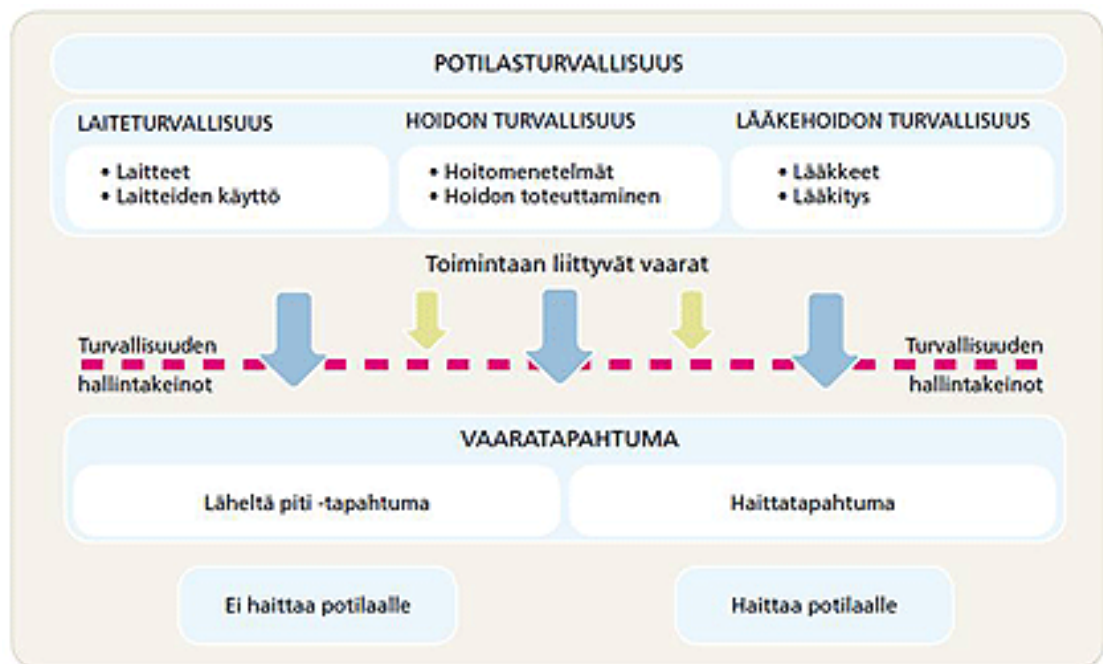 POTILASTURVALLISUUS
LAITETURVALLISUUS
• Laitteet
• Laitteiden käyttö
HOIDON TURVALLISUUS
• Hoitomenetelmät
• Hoidon toteuttaminen
LÄÄKEHOIDON TURVALLISUUS
• Lääkkeet
• Lääkitys
Toimintaan liittyvät vaarat
Turvallisuuden
hallintakeinot
Turvallisuuden
hallintakeinot
VAARATAPAHTUMA
Läheltä piti -tapahtuma
Haittatapahtuma
Ei haittaa potilaalle
Haittaa potilaalle